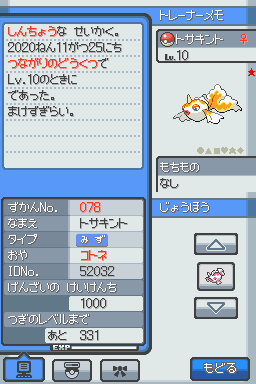 しんちょうな せいかく。
2020ねん11がつ25にち
つながりのどうくつで
Lv.10のときに
であった。
まけずぎらい。
トレーナーメモ
トサキント ♀
Lv.10
もちもの
なし
じょうほう
ずかんNo. 078
なまえ トサキント
タイプ みず
おや コトネ
IDNo. 52032
げんざいの けいけんち
1000
つぎのレベルまで
あと 331
EXP
もどる